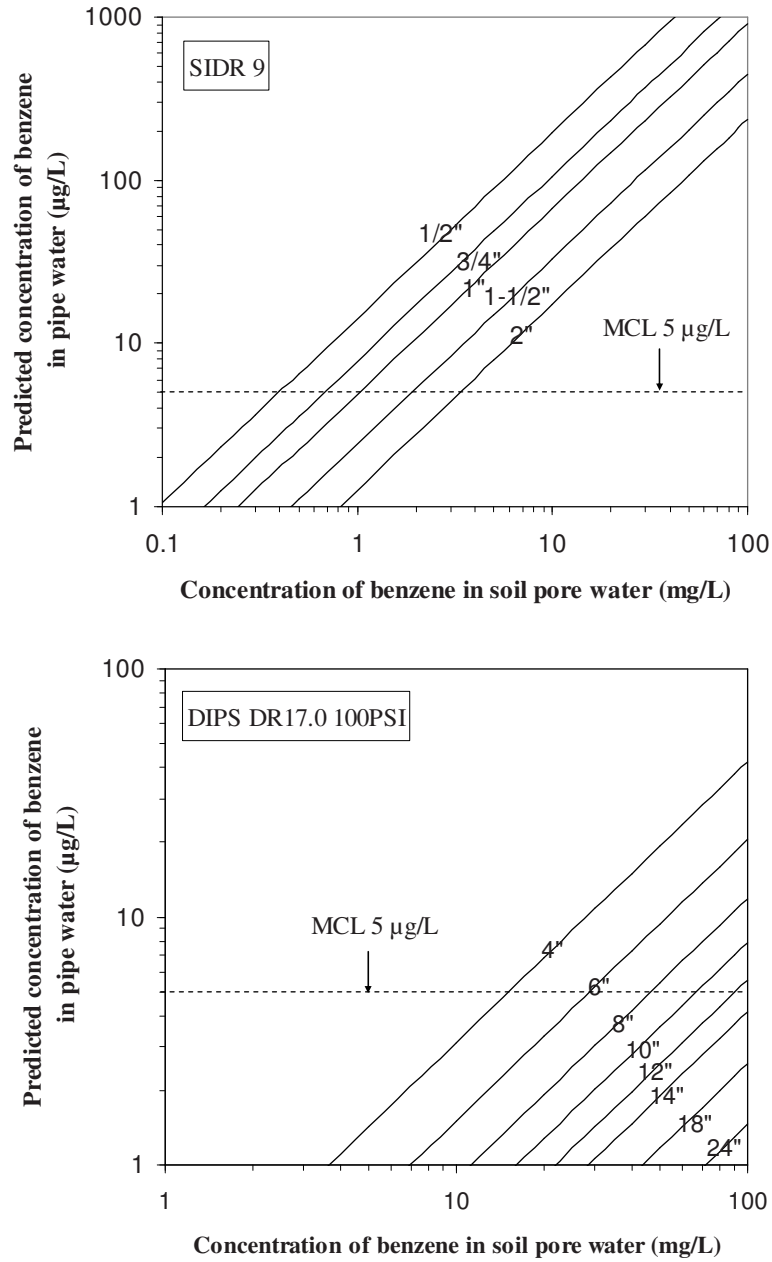 1000
SIDR 9
100
1/2"
3/4"
1"
1-1/2"
2"
MCL 5 µg/L
10
1
0.1
1
10
100
Predicted concentration of benzene
in pipe water (µg/L)
Concentration of benzene in soil pore water (mg/L)
100
DIPS DR17.0 100PSI
10
MCL 5 µg/L
4"
6"
8"
10"
12"
14"
18"
24"
1
1
10
100
Predicted concentration of benzene
in pipe water (µg/L)
Concentration of benzene in soil pore water (mg/L)